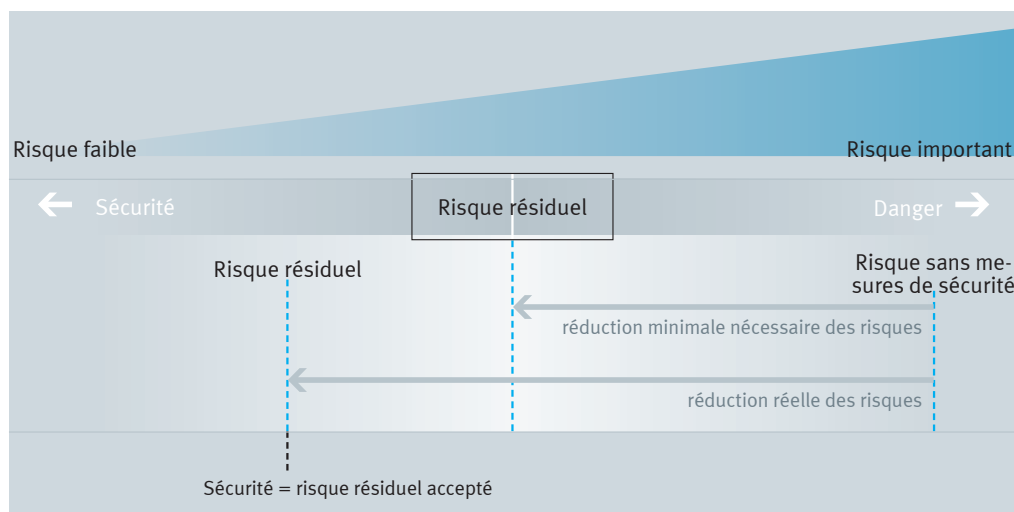 Risque faible
Risque important
Sécurité
Risque résiduel
Danger
Risque résiduel
Risque sans me-
sures de sécurité
réduction minimale nécessaire des risques
réduction réelle des risques
Sécurité = risque résiduel accepté